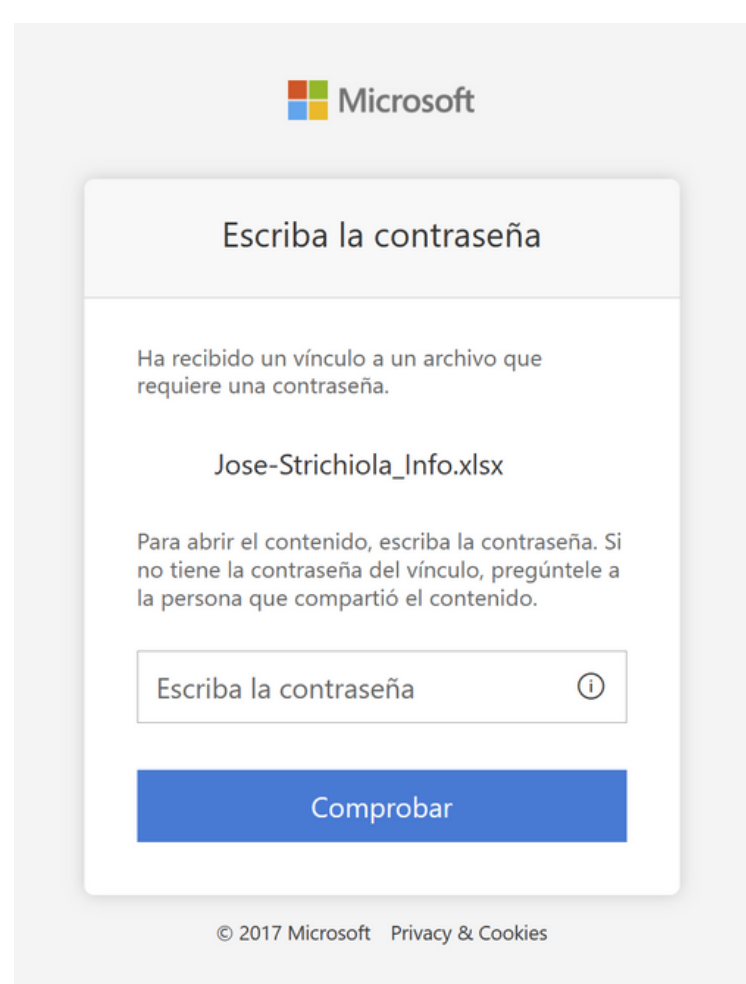 Microsoft
Escriba la contraseña
Ha recibido un vínculo a un archivo que
requiere una contraseña.
Jose-Strichiola_Info.xlsx
Para abrir el contenido, escriba la contraseña. Si
no tiene la contraseña del vínculo, pregúntele a
la persona que compartió el contenido.
Escriba la contraseña
Comprobar
© 2017 Microsoft Privacy & Cookies